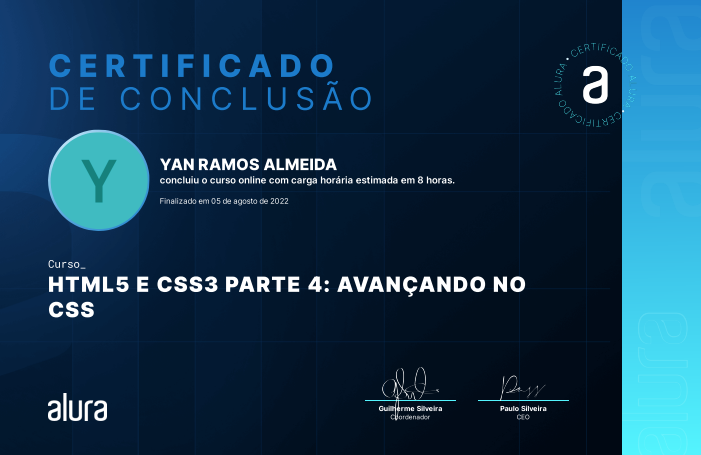 CERTIFICADO
DE CONCLUSÃO
CERTIFICADO ALURA • CERTIFICADO ALURA •
a
Y
YAN RAMOS ALMEIDA
concluiu o curso online com carga horária estimada em 8 horas.
Finalizado em 05 de agosto de 2022
Curso_
HTML5 E CSS3 PARTE 4: AVANÇANDO NO
CSS
alura
Guilherme Silveira
Coordenador
Paulo Silveira
CEO
alura
alura